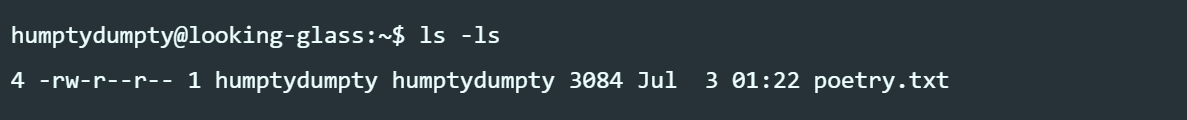 humptydumpty@looking-glass:~$ ls -ls
4 -rw-r--r-- 1 humptydumpty humptydumpty 3084 Jul  3 01:22 poetry.txt